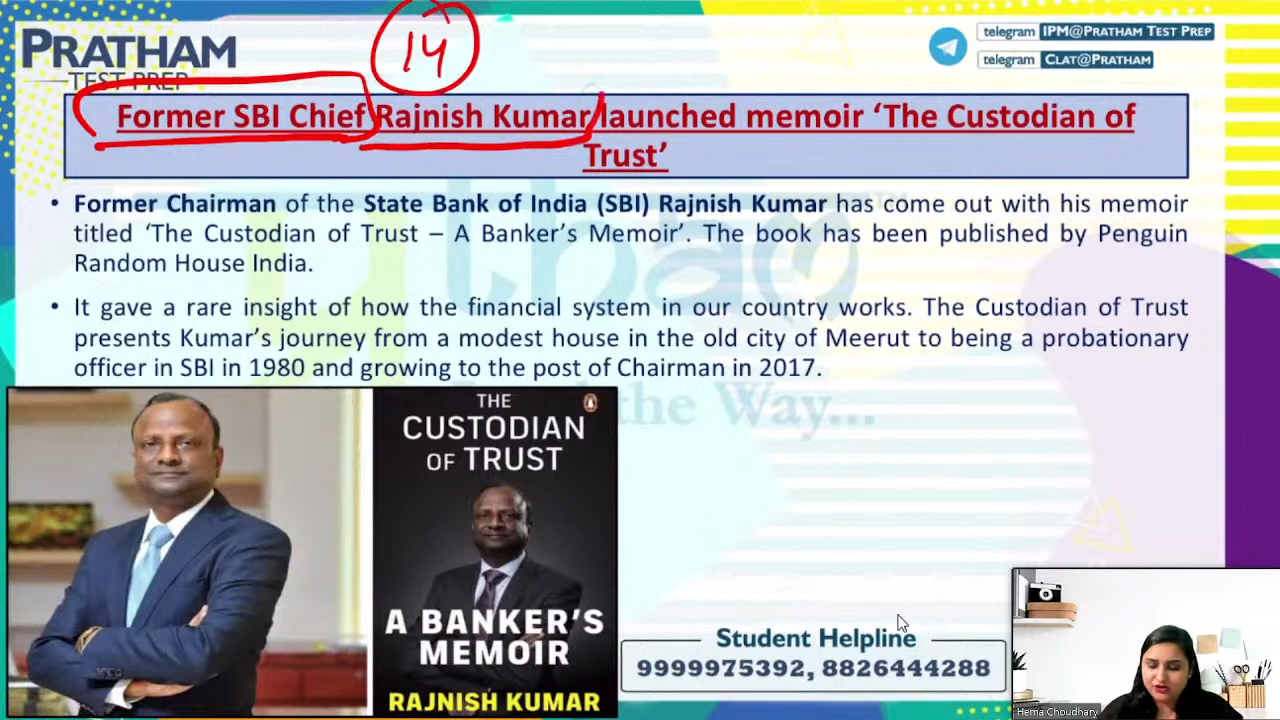 14
PRATHAM
TEST PREP
telegram IPM@PRATHAM TEST PREP
telegram CLAT@PRATHAM
Former SBI Chief Rajnish Kumar launched memoir ‘The Custodian of
Trust’
• Former Chairman of the State Bank of India (SBI) Rajnish Kumar has come out with his memoir
titled ‘The Custodian of Trust – A Banker’s Memoir’. The book has been published by Penguin
Random House India.
• It gave a rare insight of how the financial system in our country works. The Custodian of Trust
presents Kumar’s journey from a modest house in the old city of Meerut to being a probationary
officer in SBI in 1980 and growing to the post of Chairman in 2017.
the Way...
THE
CUSTODIAN
OF TRUST
A BANKER'S
MEMOIR
RAJNISH KUMAR
Student Helpline
9999975392, 8826444288
Hema Choudhary